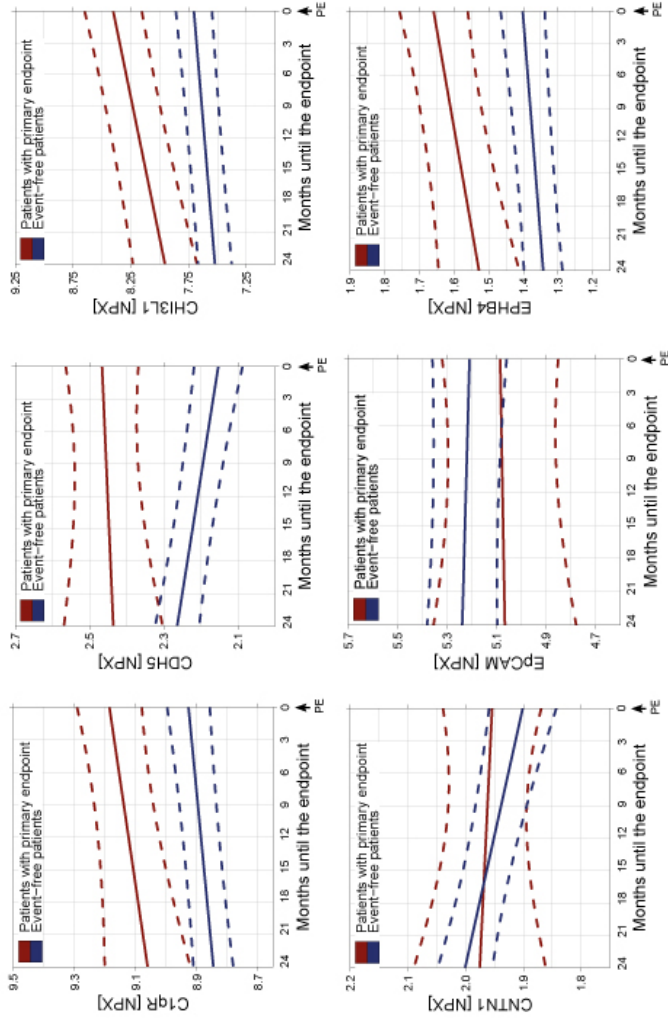 C1qR [NPX]
9.5
9.3
9.1
8.9
8.7
Patients with primary endpoint
Event-free patients
24 21 18 15 12 9 6 3 0
Months until the endpoint
PE
CDH5 [NPX]
2.7
2.5
2.3
2.1
Patients with primary endpoint
Event-free patients
24 21 18 15 12 9 6 3 0
Months until the endpoint
PE
CHI3L1 [NPX]
9.25
8.75
8.25
7.75
7.25
Patients with primary endpoint
Event-free patients
24 21 18 15 12 9 6 3 0
Months until the endpoint
PE
CNTN1 [NPX]
2.2
2.1
2.0
1.9
1.8
Patients with primary endpoint
Event-free patients
24 21 18 15 12 9 6 3 0
Months until the endpoint
PE
EpCAM [NPX]
5.7
5.5
5.3
5.1
4.9
4.7
Patients with primary endpoint
Event-free patients
24 21 18 15 12 9 6 3 0
Months until the endpoint
PE
EPHB4 [NPX]
1.9
1.8
1.7
1.6
1.5
1.4
1.3
1.2
Patients with primary endpoint
Event-free patients
24 21 18 15 12 9 6 3 0
Months until the endpoint
PE